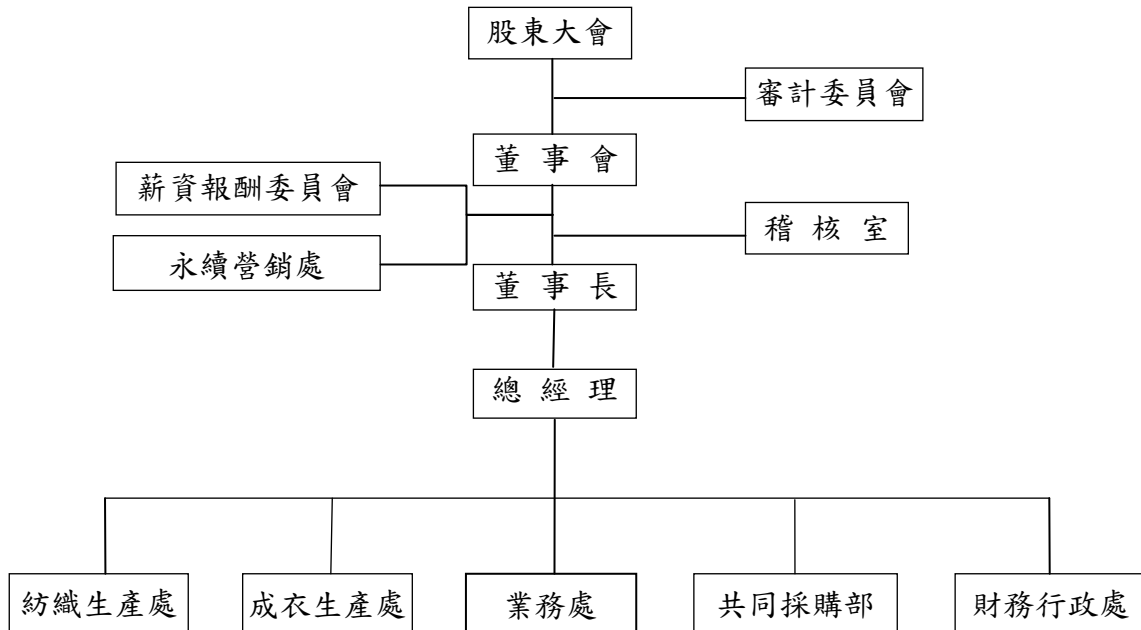 股東大會
審計委員會
董事會
薪資報酬委員會
稽核室
永續營銷處
董事長
總經理
紡織生產處
成衣生產處
業務處
共同採購部
財務行政處